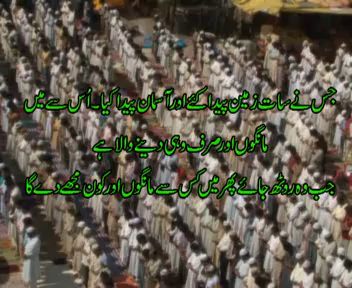 جس نے سات زمین پیدا کئے اور آسمان پیدا کیا۔ اُس سے میں
مانگوں اور صرف وہی دینے والا ہے
جب وہ روٹھ جائے پھر میں کس سے مانگوں اور کون مجھے دے گا